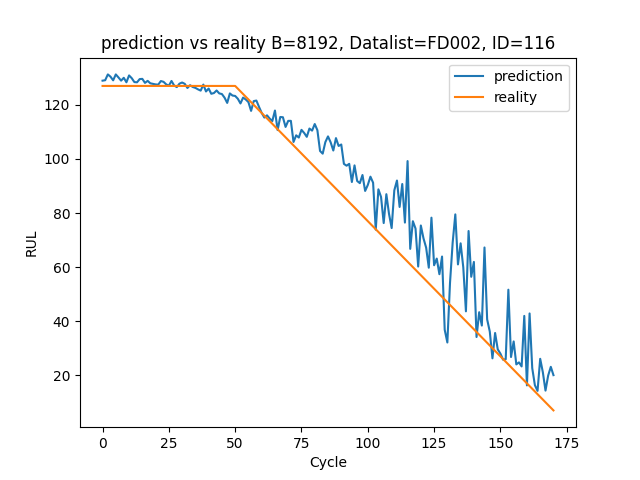 prediction vs reality B=8192, Datalist=FD002, ID=116
prediction
reality
RUL
120
100
80
60
40
20
0 25 50 75 100 125 150 175
Cycle